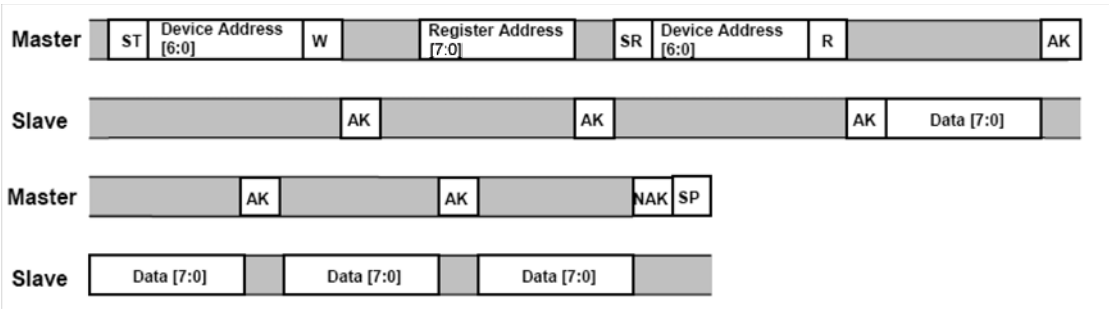 Master ST Device Address [6:0] W Register Address [7:0] SR Device Address [6:0] R AK
Slave AK AK AK Data [7:0]
Master AK AK NAK SP
Slave Data [7:0] Data [7:0] Data [7:0]